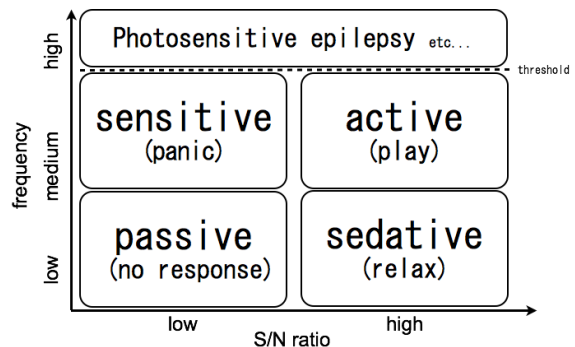 high
Photosensitive epilepsy etc...
threshold
frequency
medium
sensitive
(panic)
active
(play)
low
passive
(no response)
sedative
(relax)
low
high
S/N ratio